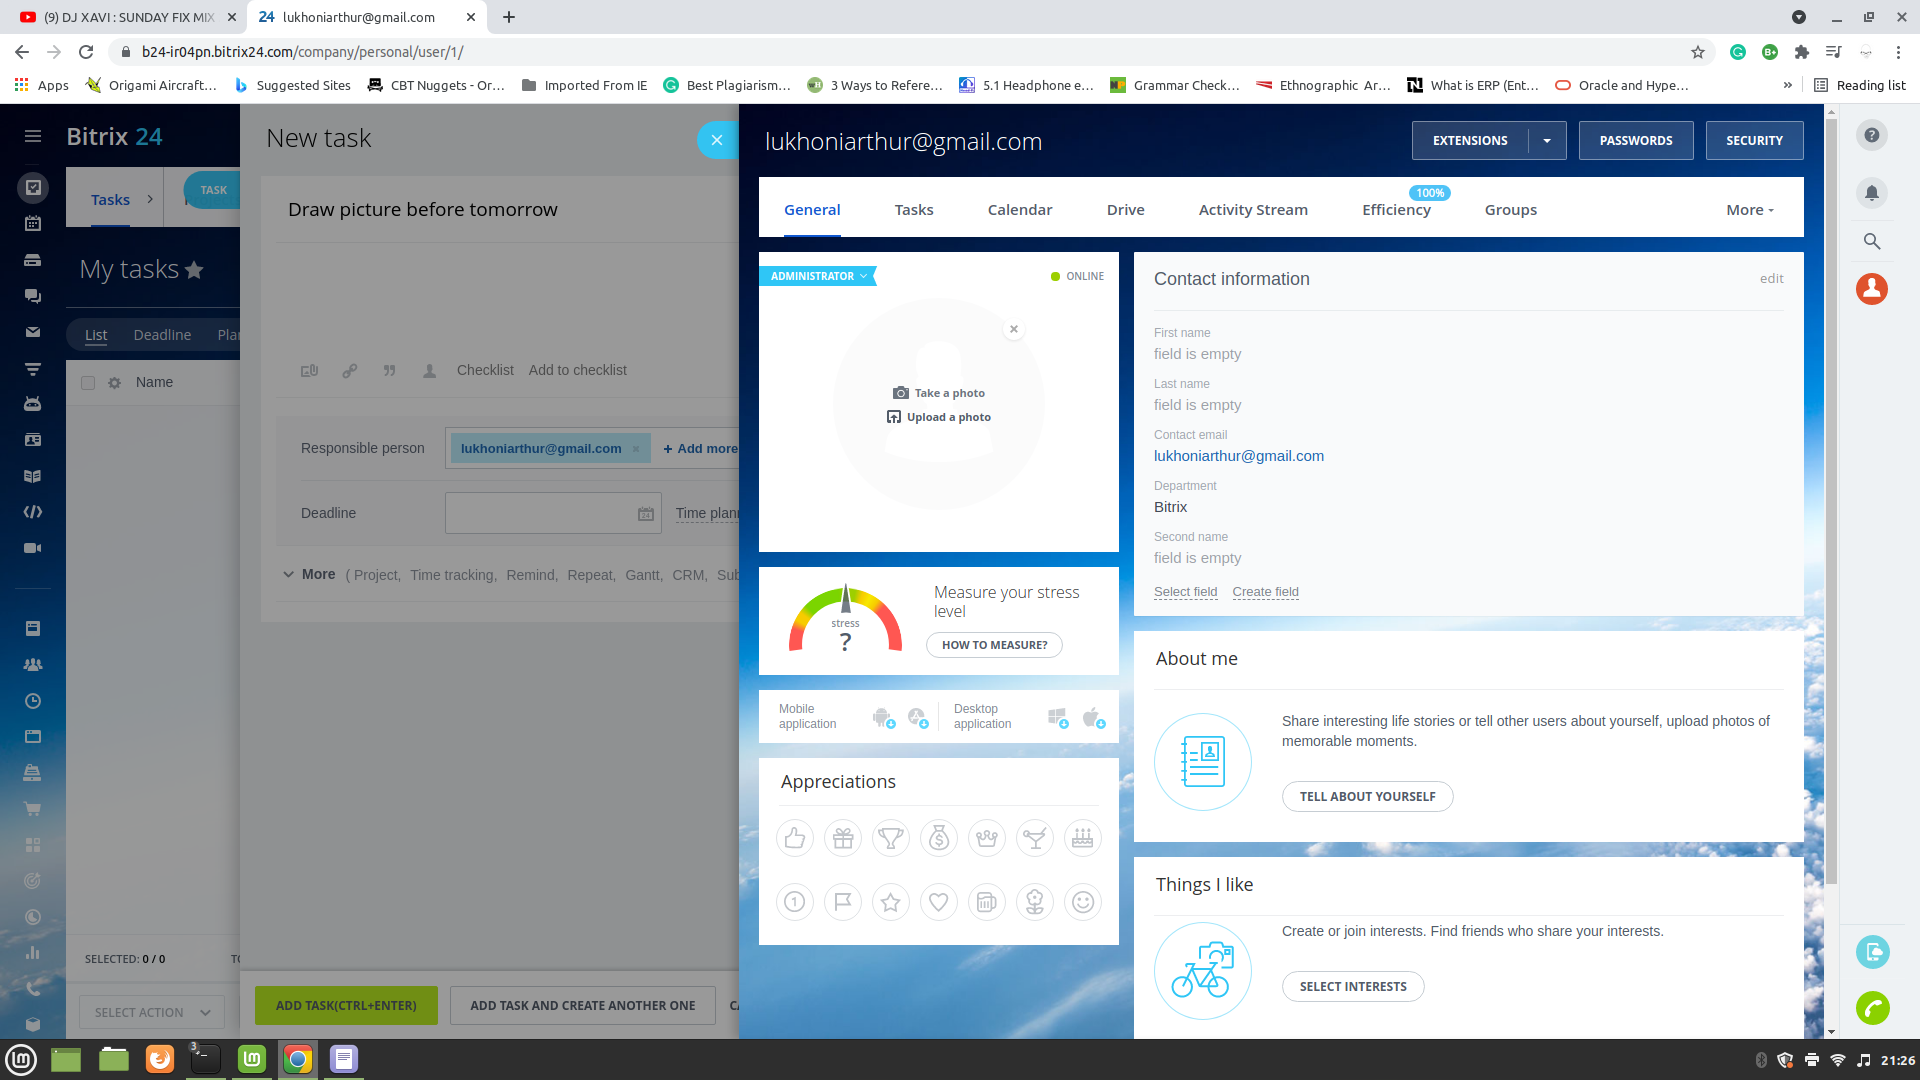 (9) DJ XAVI : SUNDAY FIX MIX
24 lukhoniarthur@gmail.com
b24-ir04pn.bitrix24.com/company/personal/user/1/
Apps Origami Aircraft... Suggested Sites CBT Nuggets - Or... Imported From IE Best Plagiarism... 3 Ways to Refere... 5.1 Headphone e... Grammar Check... Ethnographic Ar... What is ERP (Ent... Oracle and Hype... » Reading list
Bitrix 24
Tasks
TASK
My tasks
List Deadline
Name
SELECTED: 0 / 0
SELECT ACTION
New task
Draw picture before tomorrow
Checklist Add to checklist
Responsible person lukhoniarthur@gmail.com × + Add more
Deadline 24
More ( Project, Time tracking, Remind, Repeat, Gantt, CRM,
ADD TASK(CTRL+ENTER) ADD TASK AND CREATE ANOTHER ONE
lukhoniarthur@gmail.com
EXTENSIONS PASSWORDS SECURITY
100%
General Tasks Calendar Drive Activity Stream Efficiency Groups More
ADMINISTRATOR
ONLINE
Take a photo
Upload a photo
stress
?
Measure your stress
level
HOW TO MEASURE?
Mobile
application
Desktop
application
Appreciations
Contact information edit
First name
field is empty
Last name
field is empty
Contact email
lukhoniarthur@gmail.com
Department
Bitrix
Second name
field is empty
Select field Create field
About me
Share interesting life stories or tell other users about yourself, upload photos of
memorable moments.
TELL ABOUT YOURSELF
Things I like
Create or join interests. Find friends who share your interests.
SELECT INTERESTS
3
21:26